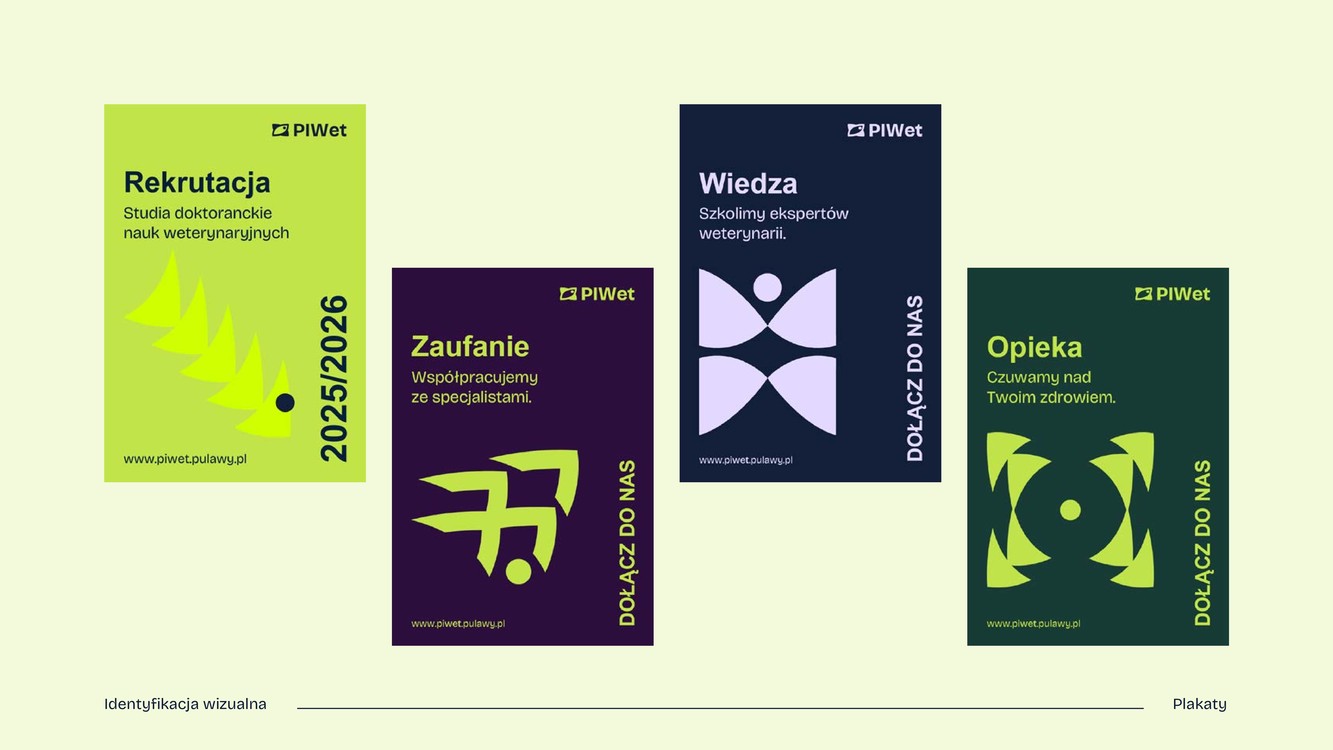 PIWet
Rekrutacja
Studia doktoranckie
nauk weterynaryjnych
2025/2026
www.piwet.pulawy.pl
PIWet
Zaufanie
Współpracujemy
ze specjalistami.
DOŁĄCZ DO NAS
www.piwet.pulawy.pl
PIWet
Wiedza
Szkolimy ekspertów
weterynarii.
DOŁĄCZ DO NAS
www.piwet.pulawy.pl
PIWet
Opieka
Czuwamy nad
Twoim zdrowiem.
DOŁĄCZ DO NAS
www.piwet.pulawy.pl
Identyfikacja wizualna
Plakaty